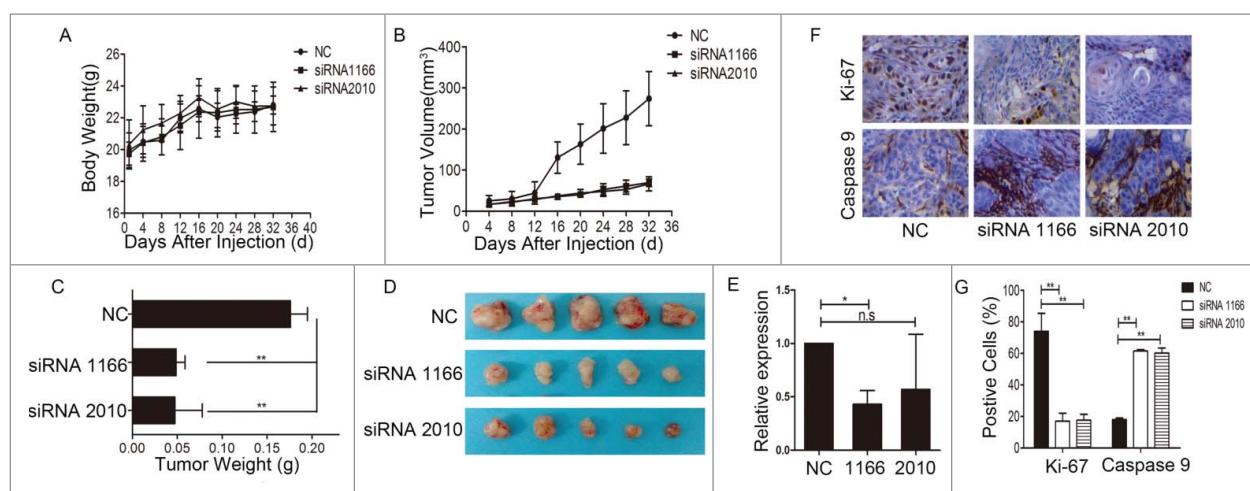 A
NC
siRNA1166
siRNA2010
Body Weight(g)
26
24
22
20
18
16
0 4 8 12 16 20 24 28 32 36 40
Days After Injection (d)
B
NC
siRNA1166
siRNA2010
Tumor Volume(mm³)
400
300
200
100
0
0 4 8 12 16 20 24 28 32 36
Days After Injection (d)
F
Ki-67
Caspase 9
NC siRNA 1166 siRNA 2010
C
NC
siRNA 1166
siRNA 2010
**
**
0.00 0.05 0.10 0.15 0.20
Tumor Weight (g)
D
NC
siRNA 1166
siRNA 2010
E
Relative expression
1.5
1.0
0.5
0.0
*
n.s
NC 1166 2010
G
NC
siRNA 1166
siRNA 2010
Postive Cells (%)
100
80
60
40
20
0
**
**
**
**
Ki-67 Caspase 9